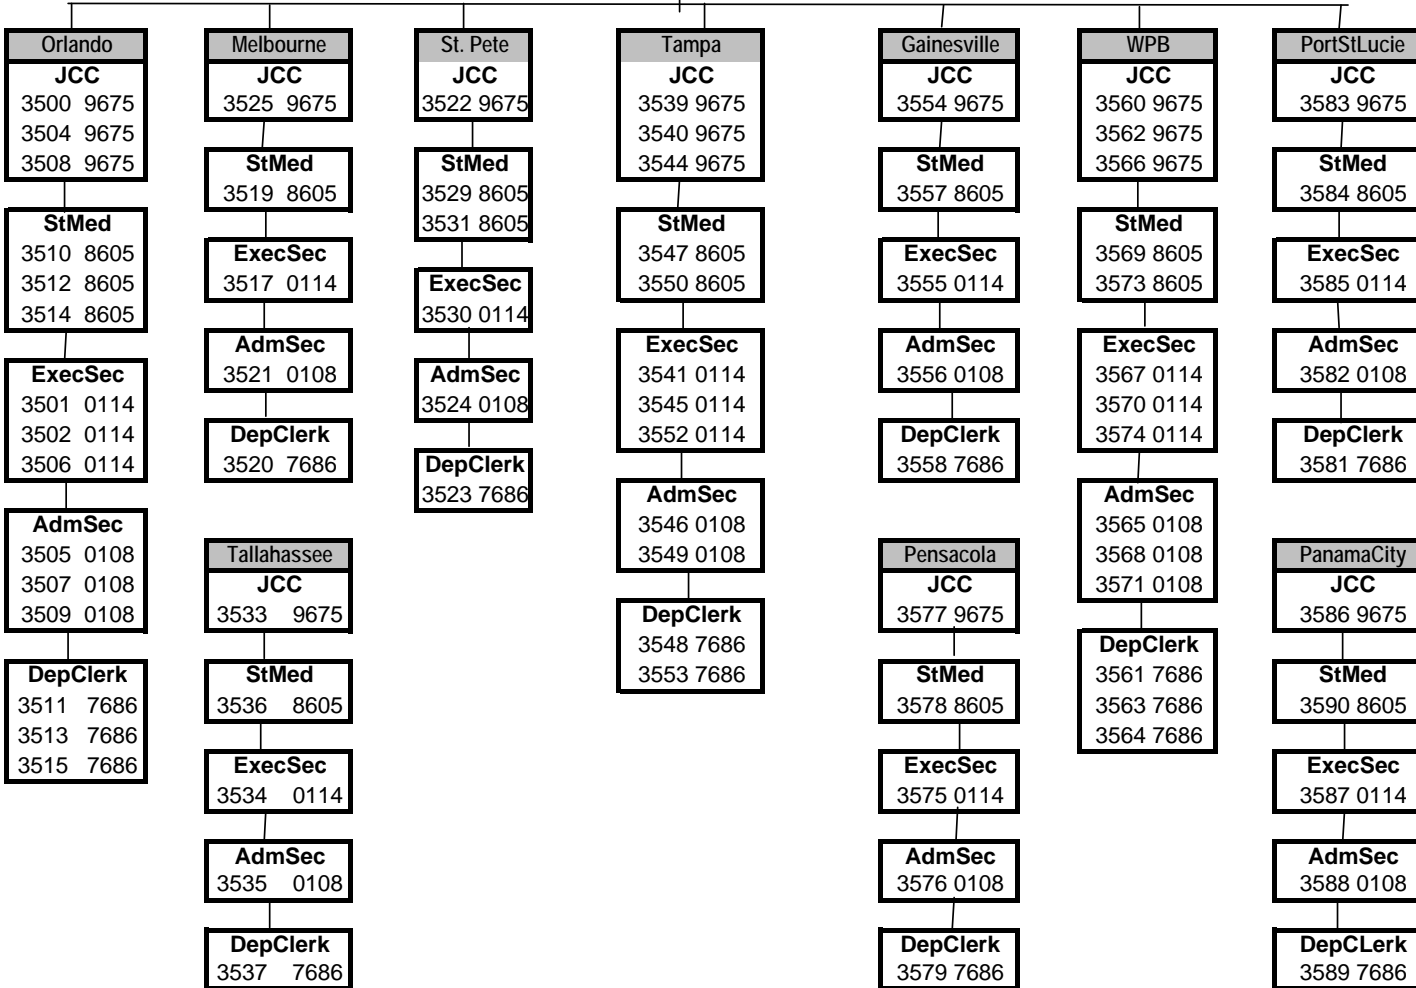 Orlando
JCC
3500 9675
3504 9675
3508 9675
StMed
3510 8605
3512 8605
3514 8605
ExecSec
3501 0114
3502 0114
3506 0114
AdmSec
3505 0108
3507 0108
3509 0108
DepClerk
3511 7686
3513 7686
3515 7686
Melbourne
JCC
3525 9675
StMed
3519 8605
ExecSec
3517 0114
AdmSec
3521 0108
DepClerk
3520 7686
Tallahassee
JCC
3533 9675
StMed
3536 8605
ExecSec
3534 0114
AdmSec
3535 0108
DepClerk
3537 7686
St. Pete
JCC
3522 9675
StMed
3529 8605
3531 8605
ExecSec
3530 0114
AdmSec
3524 0108
DepClerk
3523 7686
Tampa
JCC
3539 9675
3540 9675
3544 9675
StMed
3547 8605
3550 8605
ExecSec
3541 0114
3545 0114
3552 0114
AdmSec
3546 0108
3549 0108
DepClerk
3548 7686
3553 7686
Gainesville
JCC
3554 9675
StMed
3557 8605
ExecSec
3555 0114
AdmSec
3556 0108
DepClerk
3558 7686
Pensacola
JCC
3577 9675
StMed
3578 8605
ExecSec
3575 0114
AdmSec
3576 0108
DepClerk
3579 7686
WPB
JCC
3560 9675
3562 9675
3566 9675
StMed
3569 8605
3573 8605
ExecSec
3567 0114
3570 0114
3574 0114
AdmSec
3565 0108
3568 0108
3571 0108
DepClerk
3561 7686
3563 7686
3564 7686
PortStLucie
JCC
3583 9675
StMed
3584 8605
ExecSec
3585 0114
AdmSec
3582 0108
DepClerk
3581 7686
PanamaCity
JCC
3586 9675
StMed
3590 8605
ExecSec
3587 0114
AdmSec
3588 0108
DepCLerk
3589 7686